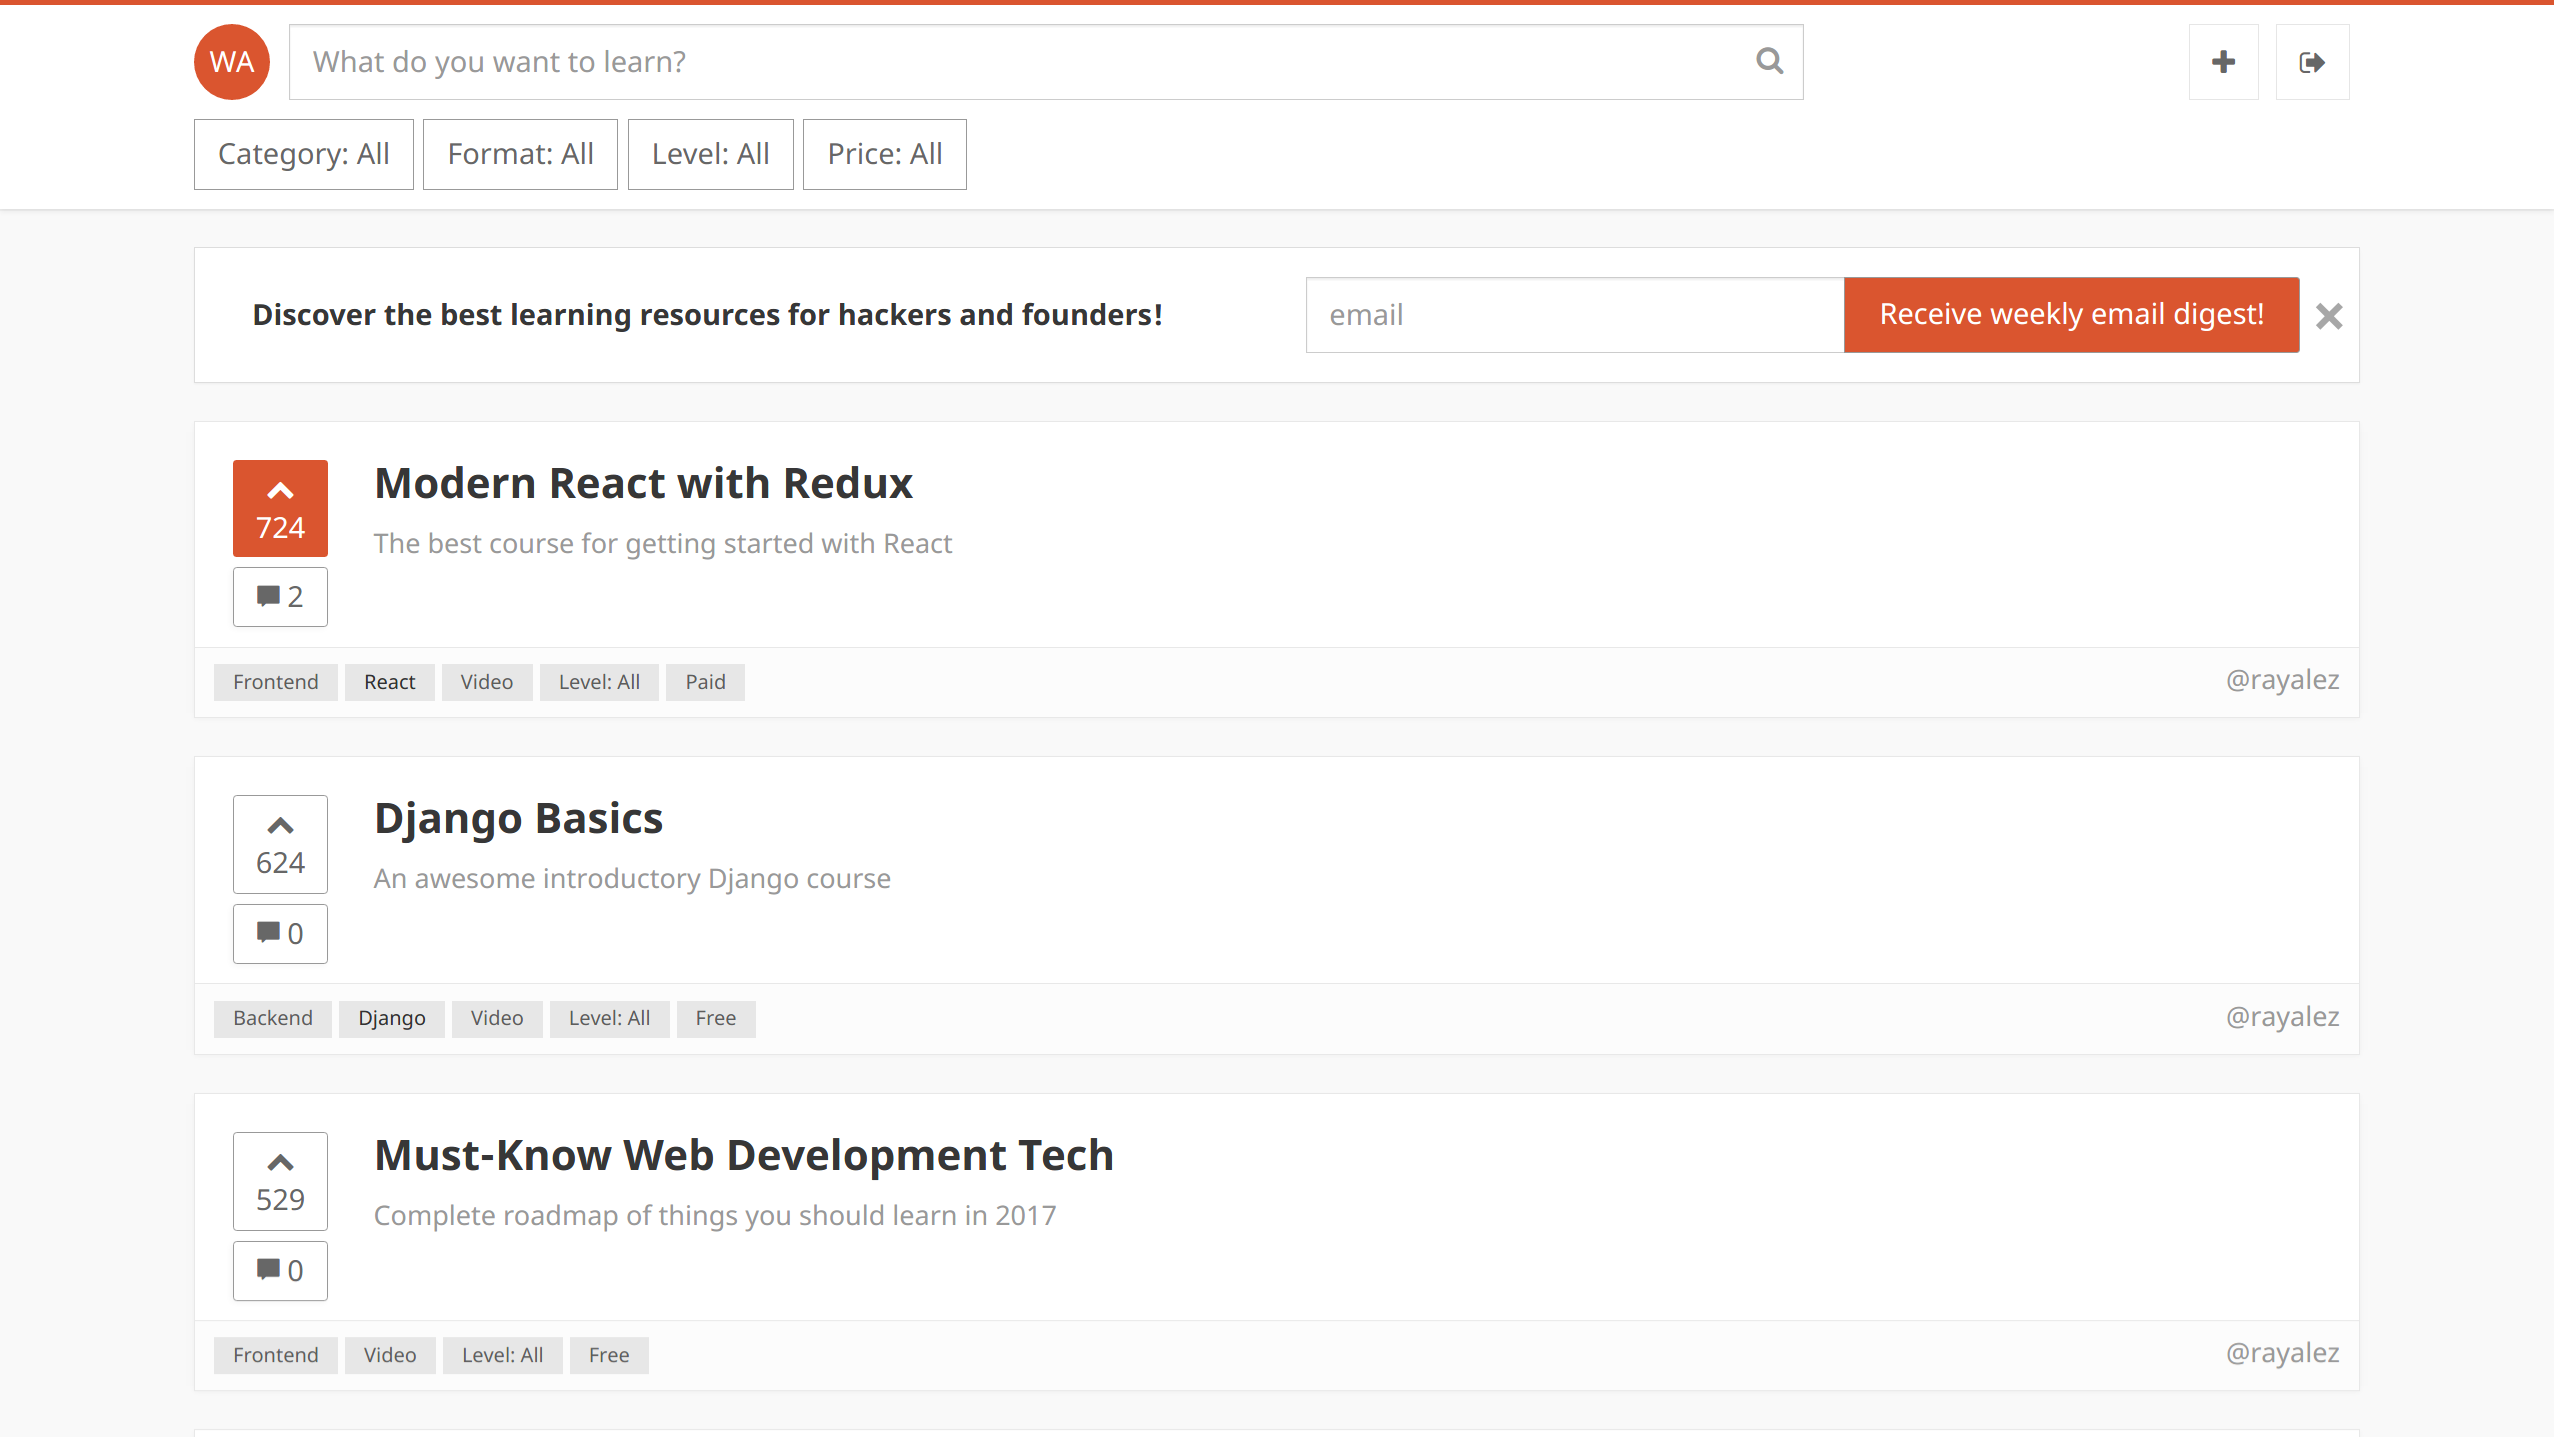 WA
What do you want to learn?
Category: All
Format: All
Level: All
Price: All
Discover the best learning resources for hackers and founders!
email
Receive weekly email digest!
724
Modern React with Redux
The best course for getting started with React
2
Frontend
React
Video
Level: All
Paid
@rayalez
624
Django Basics
An awesome introductory Django course
0
Backend
Django
Video
Level: All
Free
@rayalez
529
Must-Know Web Development Tech
Complete roadmap of things you should learn in 2017
0
Frontend
Video
Level: All
Free
@rayalez